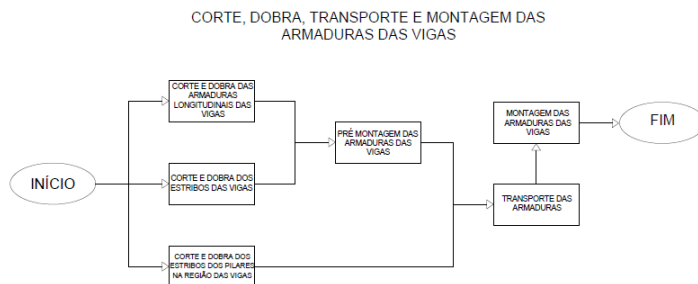 CORTE, DOBRA, TRANSPORTE E MONTAGEM DAS
ARMADURAS DAS VIGAS
INÍCIO
CORTE E DOBRA DAS
ARMADURAS
LONGITUDINAIS DAS
VIGAS
CORTE E DOBRA DOS
ESTRIBOS DAS VIGAS
CORTE E DOBRA DOS
ESTRIBOS DOS PILARES
NA REGIÃO DAS VIGAS
PRÉ MONTAGEM DAS
ARMADURAS DAS
VIGAS
TRANSPORTE DAS
ARMADURAS
MONTAGEM DAS
ARMADURAS DAS
VIGAS
FIM